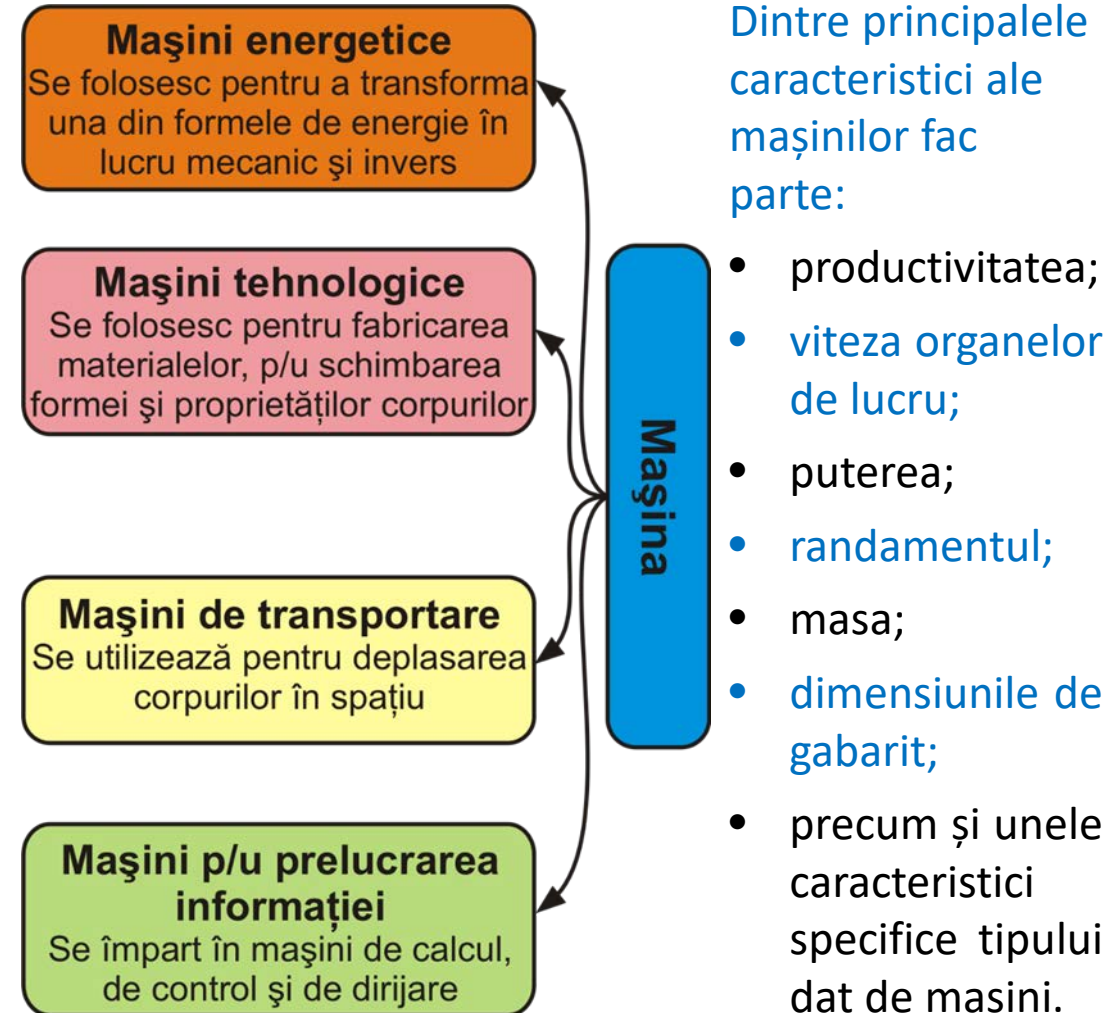 Maşini energetice
Se folosesc pentru a transforma
una din formele de energie în
lucru mecanic şi invers
Maşini tehnologice
Se folosesc pentru fabricarea
materialelor, p/u schimbarea
formei şi proprietăților corpurilor
Maşini de transportare
Se utilizează pentru deplasarea
corpurilor în spațiu
Maşini p/u prelucrarea
informației
Se împart în maşini de calcul,
de control şi de dirijare
Maşina
Dintre principalele
caracteristici ale
mașinilor fac
parte:
• productivitatea;
• viteza organelor
de lucru;
• puterea;
• randamentul;
• masa;
• dimensiunile de
gabarit;
• precum și unele
caracteristici
specifice tipului
dat de masini.